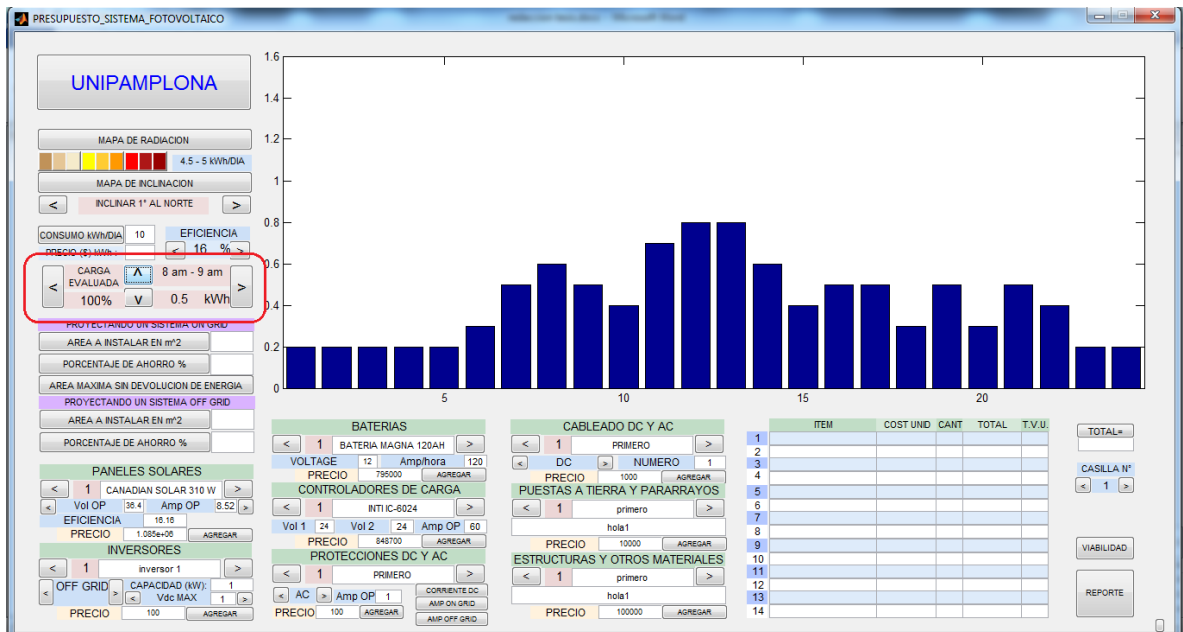 PRESUPUESTO_SISTEMA_FOTOVOLTAICO
UNIPAMPLONA
MAPA DE RADIACION
4.5 - 5 kWh/DIA
MAPA DE INCLINACION
< INCLINAR 1° AL NORTE >
CONSUMO kWh/DIA 10 EFICIENCIA
PRECIO ($) kWh : < 16 % >
CARGA EVALUADA ^ 8 am - 9 am
< 100% v 0.5 kWh >
PROYECTANDO UN SISTEMA ON GRID
AREA A INSTALAR EN m^2
PORCENTAJE DE AHORRO %
AREA MAXIMA SIN DEVOLUCION DE ENERGIA
PROYECTANDO UN SISTEMA OFF GRID
AREA A INSTALAR EN m^2
PORCENTAJE DE AHORRO %
PANELES SOLARES
< 1 CANADIAN SOLAR 310 W >
< Vol OP 36.4 Amp OP 8.52 >
EFICIENCIA 16.16
PRECIO 1.085e+06 AGREGAR
INVERSORES
< 1 inversor 1 >
< OFF GRID > CAPACIDAD (kW): 1
< Vdc MAX 1 >
PRECIO 100 AGREGAR
1.6
1.4
1.2
1
0.8
0.6
0.4
0.2
0
5 10 15 20
BATERIAS
< 1 BATERIA MAGNA 120AH >
VOLTAGE 12 Amp/hora 120
PRECIO 795000 AGREGAR
CONTROLADORES DE CARGA
< 1 INTI IC-6024 >
Vol 1 24 Vol 2 24 Amp OP 60
PRECIO 848700 AGREGAR
PROTECCIONES DC Y AC
< 1 PRIMERO >
< AC > Amp OP 1
CORRIENTE DC
AMP ON GRID
AMP OFF GRID
PRECIO 100 AGREGAR
CABLEADO DC Y AC
< 1 PRIMERO >
< DC > NUMERO 1
PRECIO 1000 AGREGAR
PUESTAS A TIERRA Y PARARRAYOS
< 1 primero >
hola1
PRECIO 10000 AGREGAR
ESTRUCTURAS Y OTROS MATERIALES
< 1 primero >
hola1
PRECIO 100000 AGREGAR
ITEM COST UNID CANT TOTAL T.V.U.
1
2
3
4
5
6
7
8
9
10
11
12
13
14
TOTAL=
CASILLA N°
< 1 >
VIABILIDAD
REPORTE